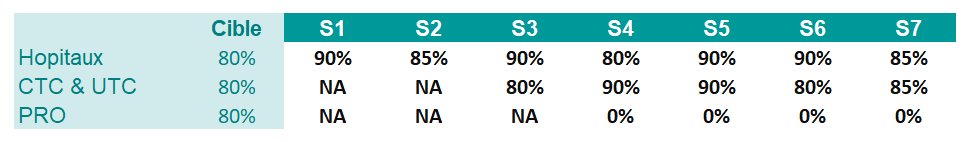 Cible S1 S2 S3 S4 S5 S6 S7
Hopitaux 80% 90% 85% 90% 80% 90% 90% 85%
CTC & UTC 80% NA NA 80% 90% 90% 80% 85%
PRO 80% NA NA NA 0% 0% 0% 0%